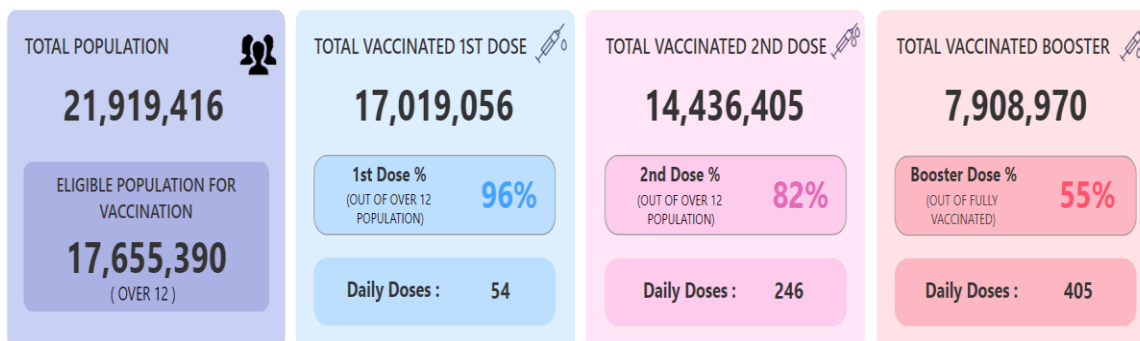 TOTAL POPULATION
21,919,416
ELIGIBLE POPULATION FOR
VACCINATION
17,655,390
( OVER 12 )
TOTAL VACCINATED 1ST DOSE
17,019,056
1st Dose %
(OUT OF OVER 12
POPULATION)
96%
Daily Doses : 54
TOTAL VACCINATED 2ND DOSE
14,436,405
2nd Dose %
(OUT OF OVER 12
POPULATION)
82%
Daily Doses : 246
TOTAL VACCINATED BOOSTER
7,908,970
Booster Dose %
(OUT OF FULLY
VACCINATED)
55%
Daily Doses : 405